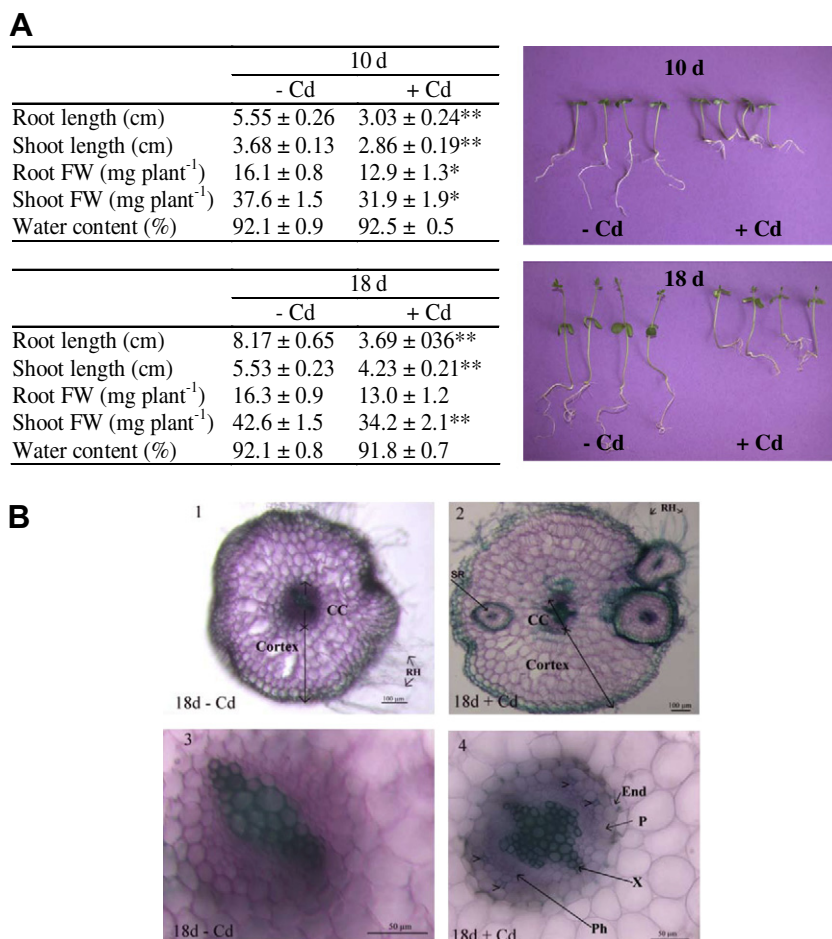 A
10 d
- Cd + Cd
Root length (cm) 5.55 ± 0.26 3.03 ± 0.24**
Shoot length (cm) 3.68 ± 0.13 2.86 ± 0.19**
Root FW (mg plant⁻¹) 16.1 ± 0.8 12.9 ± 1.3*
Shoot FW (mg plant⁻¹) 37.6 ± 1.5 31.9 ± 1.9*
Water content (%) 92.1 ± 0.9 92.5 ± 0.5
10 d
- Cd + Cd
18 d
- Cd + Cd
Root length (cm) 8.17 ± 0.65 3.69 ± 036**
Shoot length (cm) 5.53 ± 0.23 4.23 ± 0.21**
Root FW (mg plant⁻¹) 16.3 ± 0.9 13.0 ± 1.2
Shoot FW (mg plant⁻¹) 42.6 ± 1.5 34.2 ± 2.1**
Water content (%) 92.1 ± 0.8 91.8 ± 0.7
18 d
- Cd + Cd
B
1
CC
Cortex
RH
18d - Cd
100 µm
2
RH
SR
CC
Cortex
18d + Cd
100 µm
3
18d - Cd
50 µm
4
End
P
X
Ph
18d + Cd
50 µm